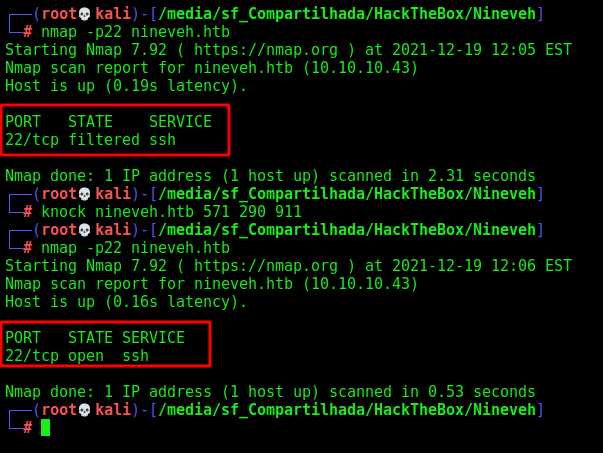 ┌──(root💀kali)-[/media/sf_Compartilhada/HackTheBox/Nineveh]
└─# nmap -p22 nineveh.htb
Starting Nmap 7.92 ( https://nmap.org ) at 2021-12-19 12:05 EST
Nmap scan report for nineveh.htb (10.10.10.43)
Host is up (0.19s latency).
PORT   STATE    SERVICE
22/tcp filtered ssh
Nmap done: 1 IP address (1 host up) scanned in 2.31 seconds
┌──(root💀kali)-[/media/sf_Compartilhada/HackTheBox/Nineveh]
└─# knock nineveh.htb 571 290 911
┌──(root💀kali)-[/media/sf_Compartilhada/HackTheBox/Nineveh]
└─# nmap -p22 nineveh.htb
Starting Nmap 7.92 ( https://nmap.org ) at 2021-12-19 12:06 EST
Nmap scan report for nineveh.htb (10.10.10.43)
Host is up (0.16s latency).
PORT   STATE SERVICE
22/tcp open  ssh
Nmap done: 1 IP address (1 host up) scanned in 0.53 seconds
┌──(root💀kali)-[/media/sf_Compartilhada/HackTheBox/Nineveh]
└─#